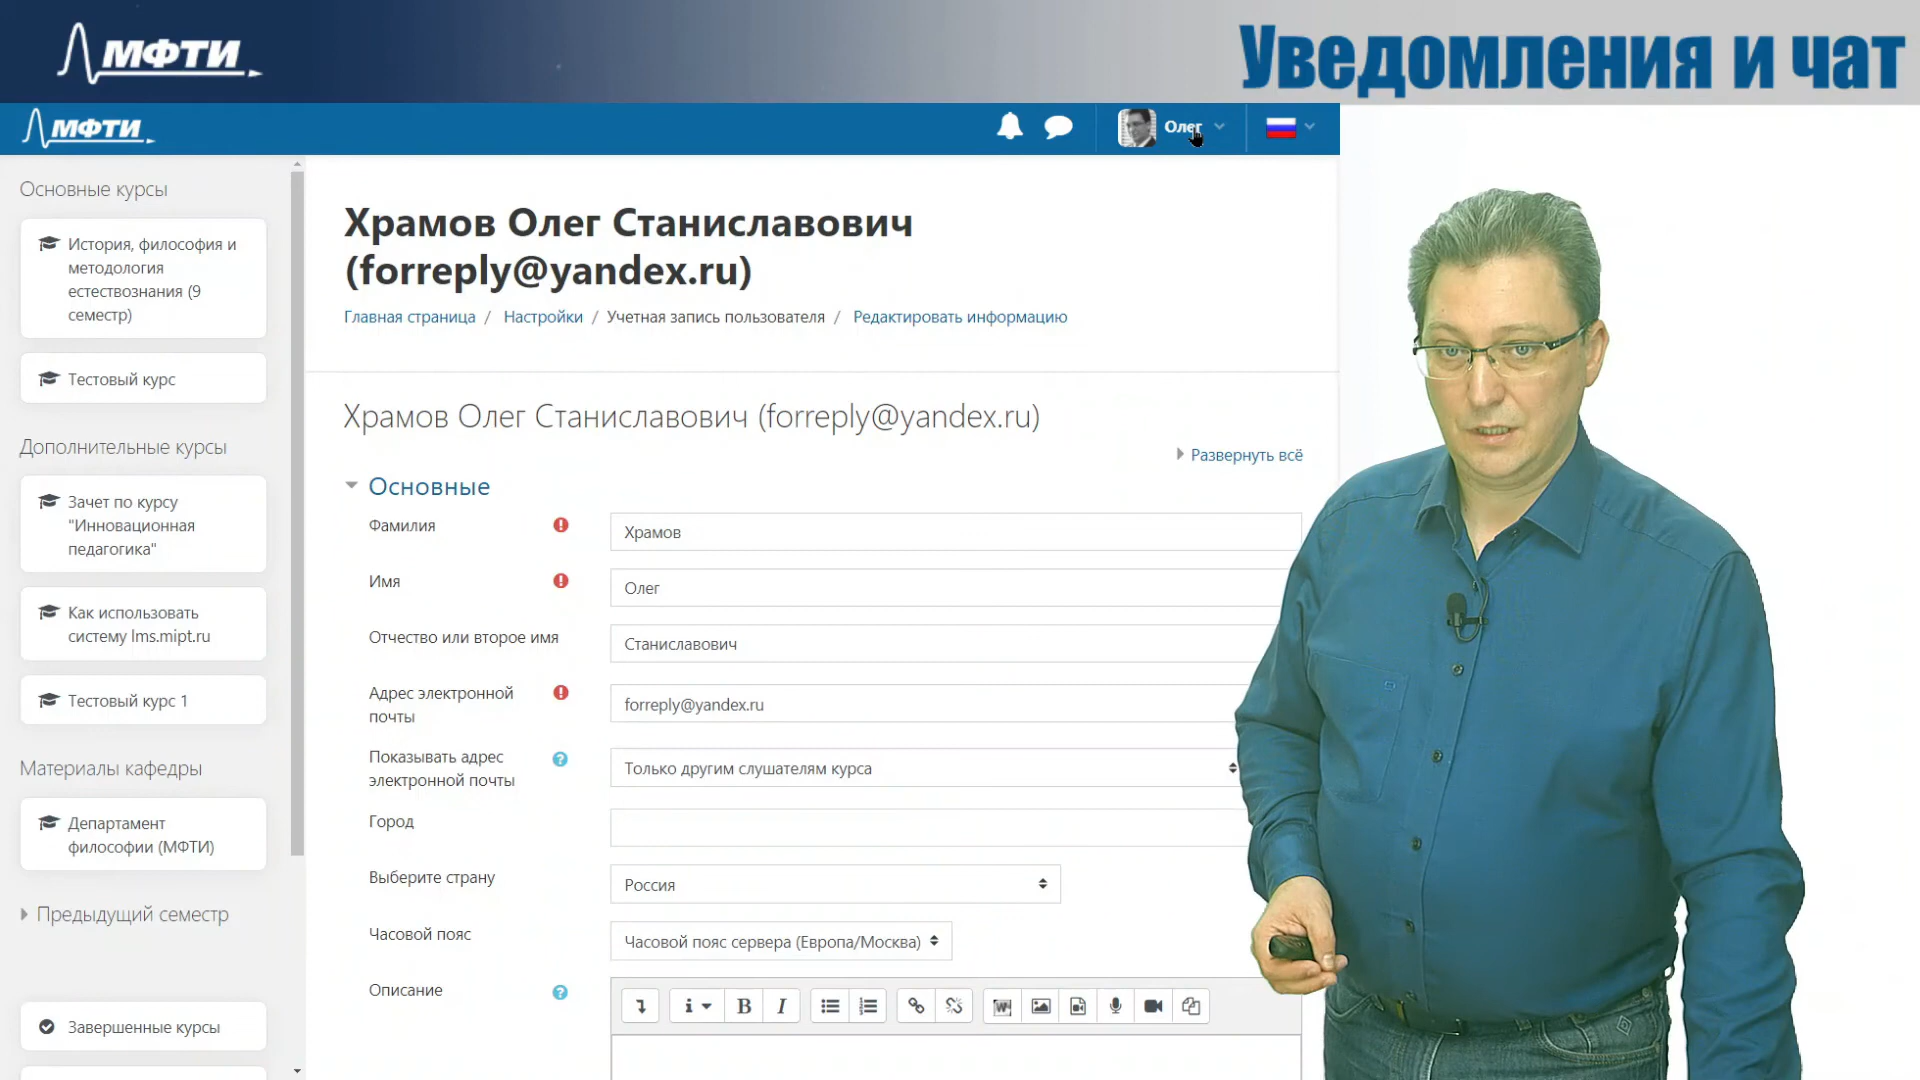 МФТИ
Уведомления и чат
МФТИ
Олег
Основные курсы
История, философия и
методология
естествознания (9
семестр)
Тестовый курс
Дополнительные курсы
Зачет по курсу
"Инновационная
педагогика"
Как использовать
систему lms.mipt.ru
Тестовый курс 1
Материалы кафедры
Департамент
философии (МФТИ)
Предыдущий семестр
Завершенные курсы
Храмов Олег Станиславович
(forreply@yandex.ru)
Главная страница / Настройки / Учетная запись пользователя / Редактировать информацию
Храмов Олег Станиславович (forreply@yandex.ru)
Развернуть всё
Основные
Фамилия
Храмов
Имя
Олег
Отчество или второе имя
Станиславович
Адрес электронной
почты
forreply@yandex.ru
Показывать адрес
электронной почты
Только другим слушателям курса
Город
Выберите страну
Россия
Часовой пояс
Часовой пояс сервера (Европа/Москва)
Описание